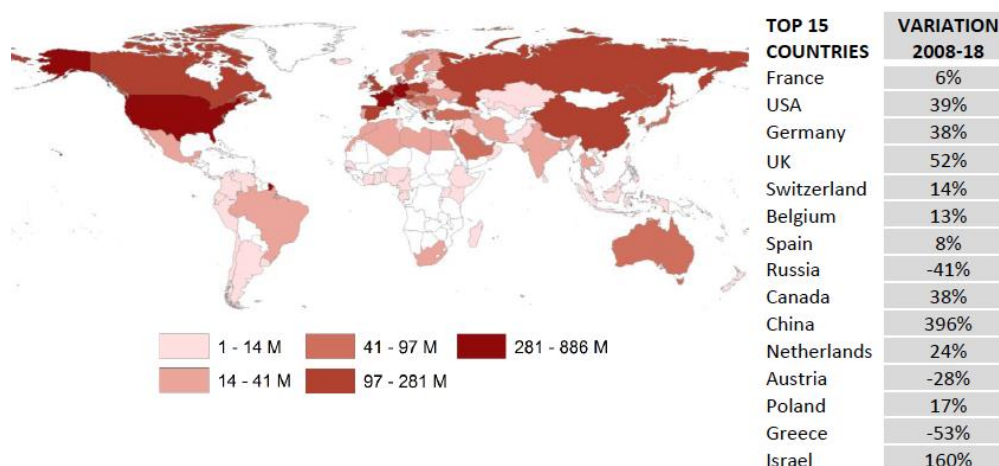 TOP 15 COUNTRIES VARIATION 2008-18
France 6%
USA 39%
Germany 38%
UK 52%
Switzerland 14%
Belgium 13%
Spain 8%
Russia -41%
Canada 38%
China 396%
Netherlands 24%
Austria -28%
Poland 17%
Greece -53%
Israel 160%
1 - 14 M 41 - 97 M 281 - 886 M
14 - 41 M 97 - 281 M